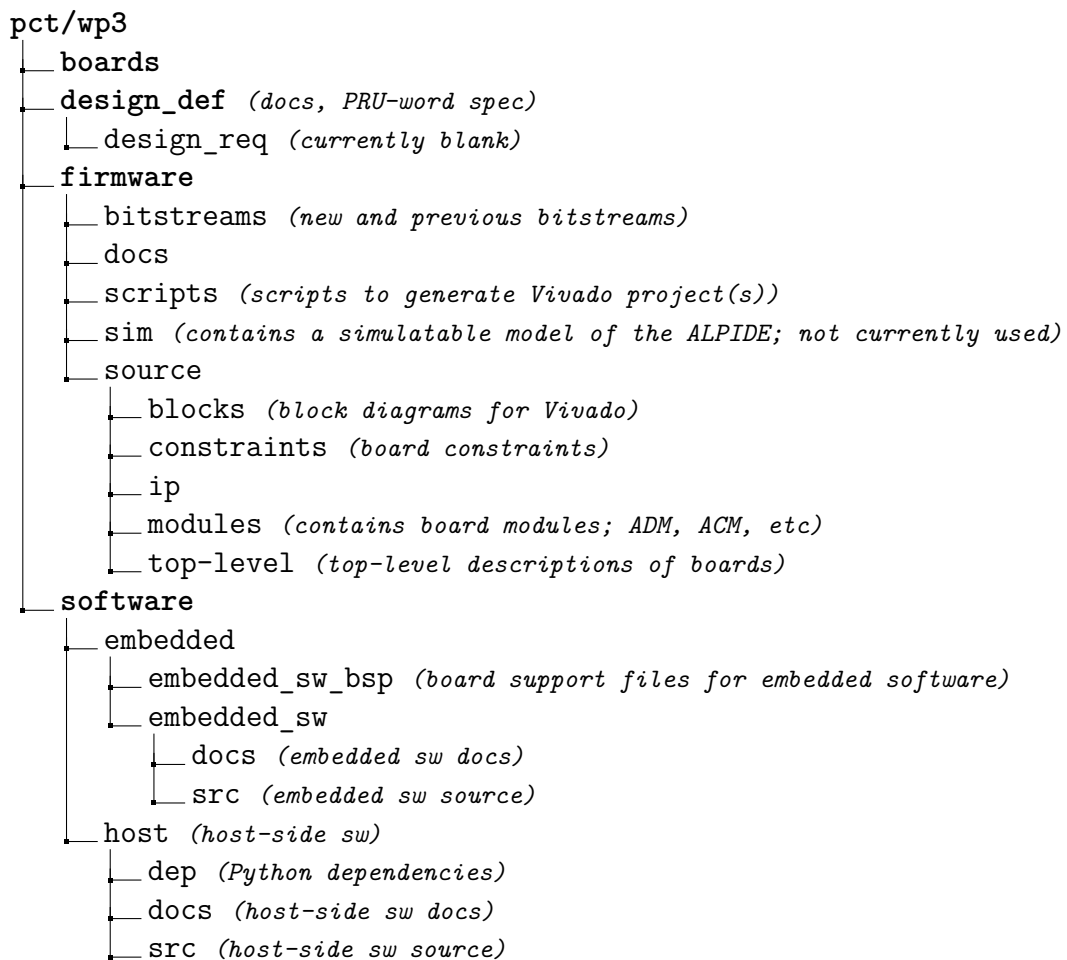 pct/wp3
boards
design_def (docs, PRU-word spec)
design_req (currently blank)
firmware
bitstreams (new and previous bitstreams)
docs
scripts (scripts to generate Vivado project(s))
sim (contains a simulatable model of the ALPIDE; not currently used)
source
blocks (block diagrams for Vivado)
constraints (board constraints)
ip
modules (contains board modules; ADM, ACM, etc)
top-level (top-level descriptions of boards)
software
embedded
embedded_sw_bsp (board support files for embedded software)
embedded_sw
docs (embedded sw docs)
src (embedded sw source)
host (host-side sw)
dep (Python dependencies)
docs (host-side sw docs)
src (host-side sw source)